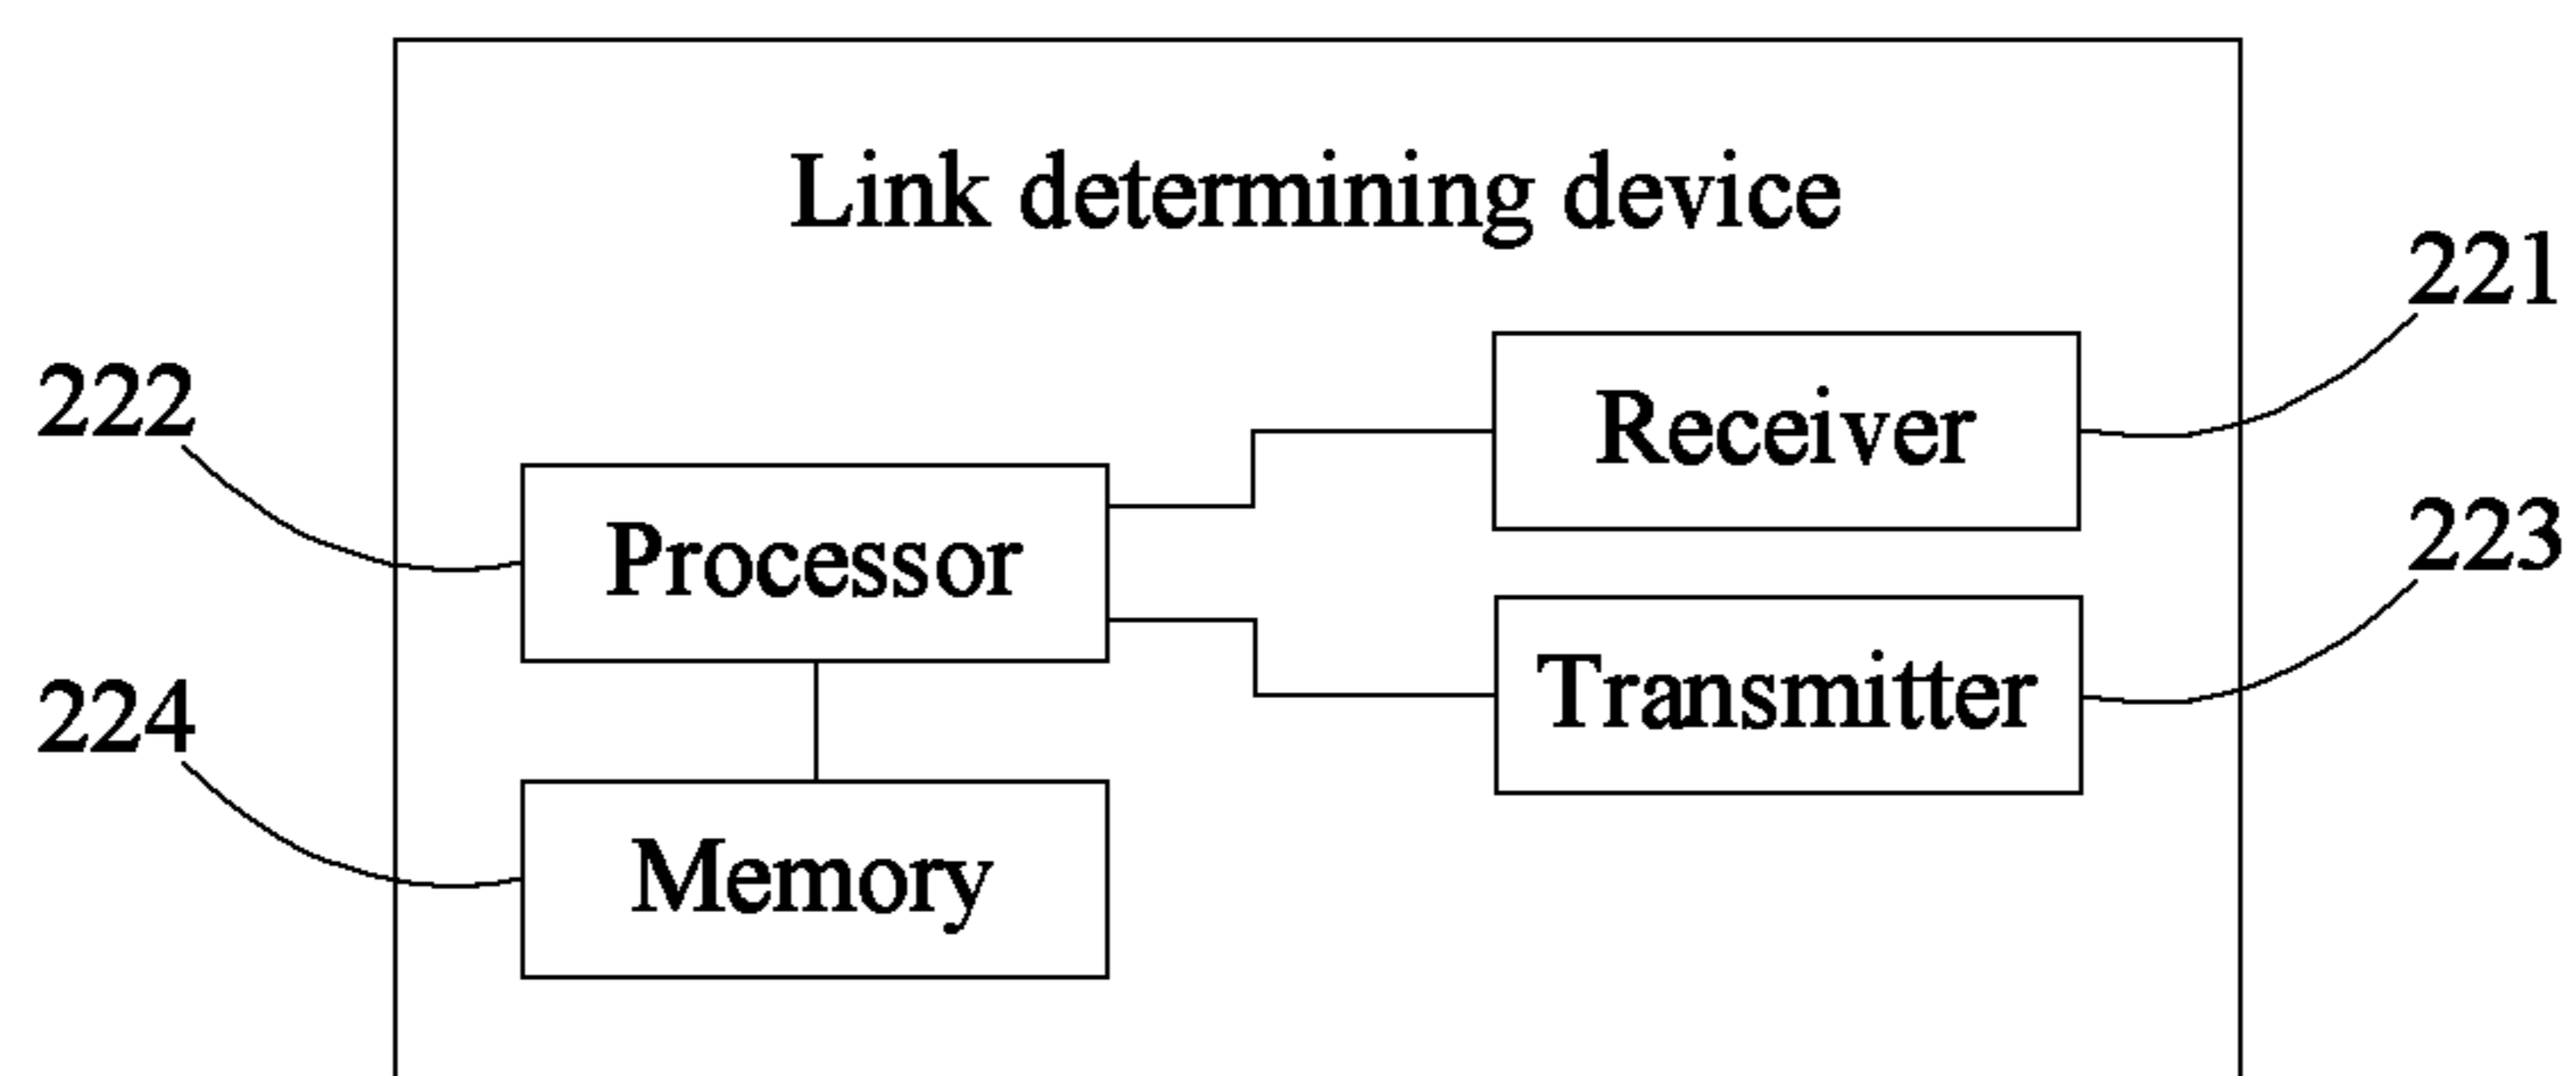 Link determining device
221
Receiver
222
Processor
223
Transmitter
224
Memory